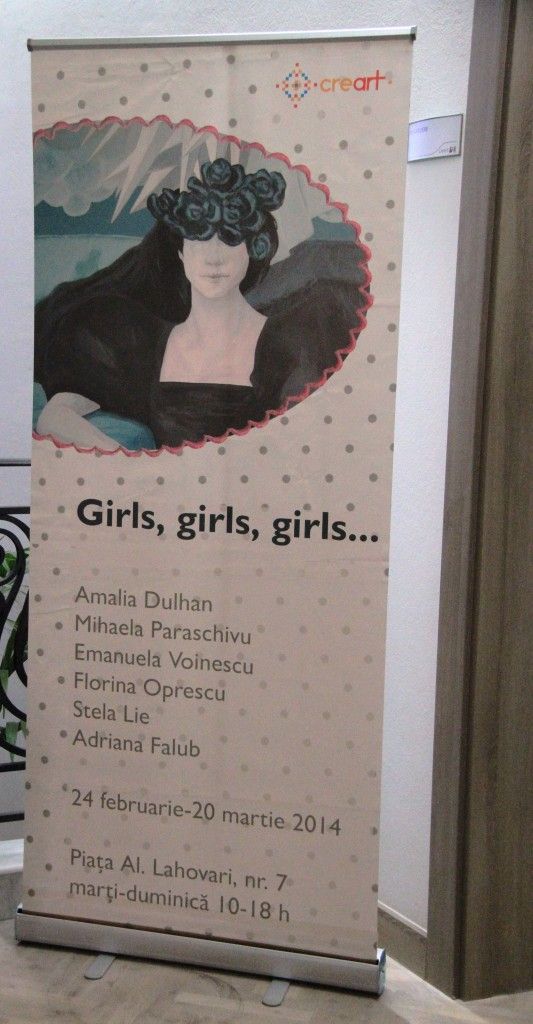 creart
Girls, girls, girls...
Amalia Dulhan
Mihaela Paraschivu
Emanuela Voinescu
Florina Oprescu
Stela Lie
Adriana Falub
24 februarie-20 martie 2014
Piața Al. Lahovari, nr. 7
marți-duminică 10-18 h